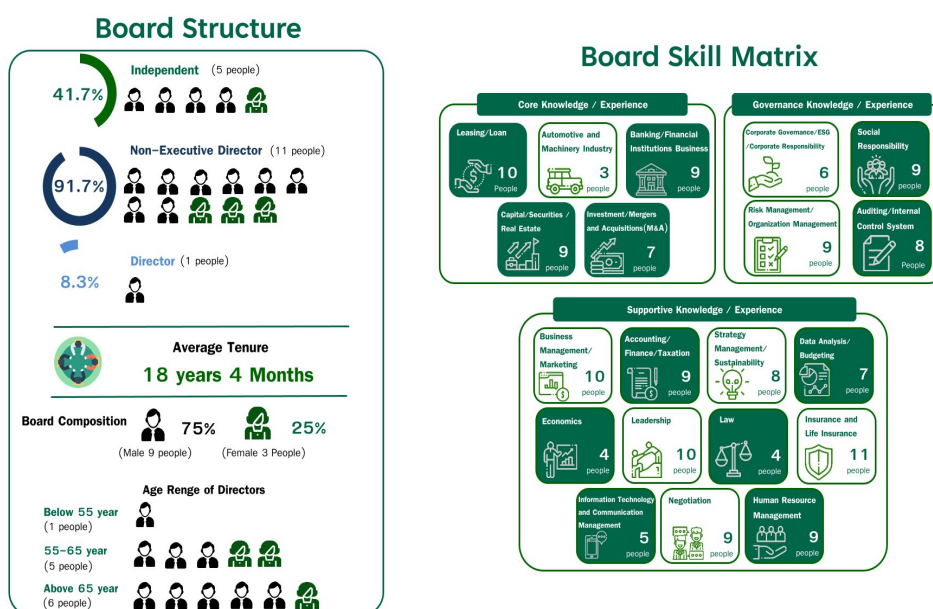 Board Structure
41.7%
Independent (5 people)
91.7%
Non-Executive Director (11 people)
8.3%
Director (1 people)
Average Tenure
18 years 4 Months
Board Composition
75%
25%
(Male 9 people)
(Female 3 People)
Age Renge of Directors
Below 55 year
(1 people)
55-65 year
(5 people)
Above 65 year
(6 people)
Board Skill Matrix
Core Knowledge / Experience
Leasing/Loan
10
People
Automotive and
Machinery Industry
3
people
Banking/Financial
Institutions Business
9
people
Capital/Securities /
Real Estate
9
people
Investment/Mergers
and Acquisitions(M&A)
7
people
Governance Knowledge / Experience
Corporate Governance/ESG
/Corporate Responsibility
6
people
Social
Responsibility
9
people
Risk Management/
Organization Management
9
people
Auditing/Internal
Control System
8
People
Supportive Knowledge / Experience
Business
Management/
Marketing
10
people
Accounting/
Finance/Taxation
9
people
Strategy
Management/
Sustainability
8
people
Data Analysis/
Budgeting
7
people
Economics
4
people
Leadership
10
people
Law
4
people
Insurance and
Life Insurance
11
people
Information Technology
and Communication
Management
5
people
Negotiation
9
people
Human Resource
Management
9
people